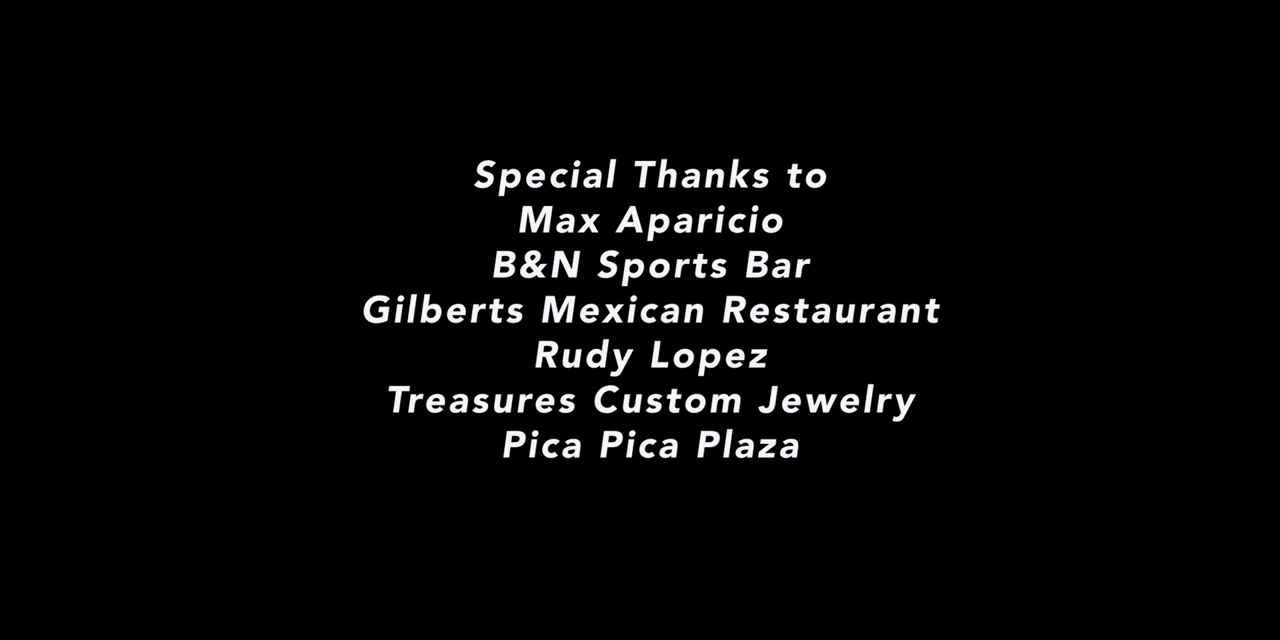 Special Thanks to
Max Aparicio
B&N Sports Bar
Gilberts Mexican Restaurant
Rudy Lopez
Treasures Custom Jewelry
Pica Pica Plaza